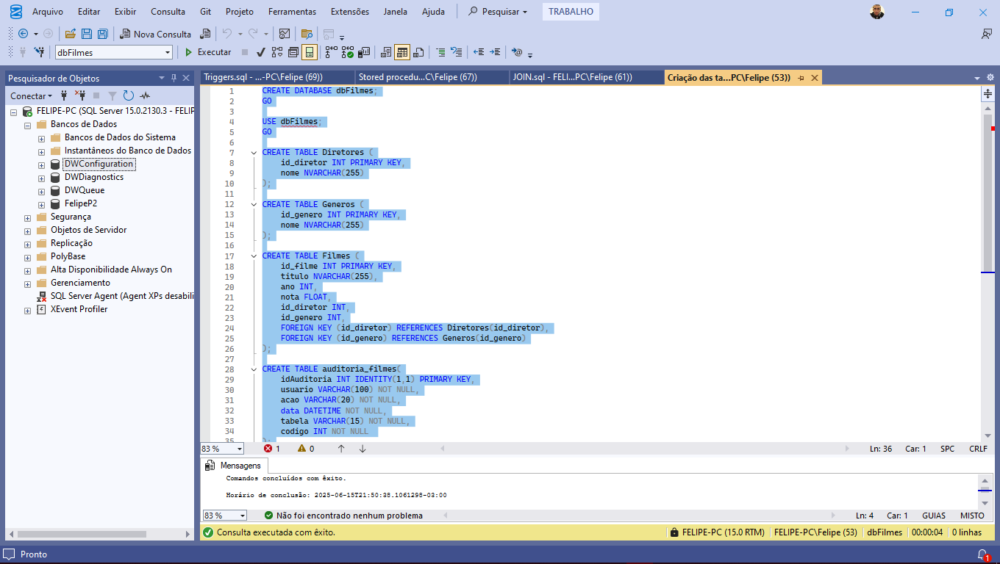 Arquivo Editar Exibir Consulta Git Projeto Ferramentas Extensões Janela Ajuda Pesquisar TRABALHO
Nova Consulta
dbFilmes Executar
Pesquisador de Objetos
Conectar
FELIPE-PC (SQL Server 15.0.2130.3 - FELIP
Bancos de Dados
Bancos de Dados do Sistema
Instantâneos do Banco de Dados
DWConfiguration
DWDiagnostics
DWQueue
FelipeP2
Segurança
Objetos de Servidor
Replicação
PolyBase
Alta Disponibilidade Always On
Gerenciamento
SQL Server Agent (Agent XPs desabili
XEvent Profiler
Triggers.sql - ...-PC\Felipe (69)) Stored procedu...C\Felipe (67)) JOIN.sql - FELI...PC\Felipe (61)) Criação das ta...PC\Felipe (53))
1 CREATE DATABASE dbFilmes;
2 GO
3
4 USE dbFilmes;
5 GO
6
7 CREATE TABLE Diretores (
8 id_diretor INT PRIMARY KEY,
9 nome NVARCHAR(255)
10 );
11
12 CREATE TABLE Generos (
13 id_genero INT PRIMARY KEY,
14 nome NVARCHAR(255)
15 );
16
17 CREATE TABLE Filmes (
18 id_filme INT PRIMARY KEY,
19 titulo NVARCHAR(255),
20 ano INT,
21 nota FLOAT,
22 id_diretor INT,
23 id_genero INT,
24 FOREIGN KEY (id_diretor) REFERENCES Diretores(id_diretor),
25 FOREIGN KEY (id_genero) REFERENCES Generos(id_genero)
26 );
27
28 CREATE TABLE auditoria_filmes(
29 idAuditoria INT IDENTITY(1,1) PRIMARY KEY,
30 usuario VARCHAR(100) NOT NULL,
31 acao VARCHAR(20) NOT NULL,
32 data DATETIME NOT NULL,
33 tabela VARCHAR(15) NOT NULL,
34 codigo INT NOT NULL
35 );
83 % 1 0 Ln: 36 Car: 1 SPC CRLF
Mensagens
Comandos concluídos com êxito.
Horário de conclusão: 2025-06-15T21:50:38.1061298-03:00
83 % Não foi encontrado nenhum problema Ln: 4 Car: 1 GUIAS MISTO
Consulta executada com êxito. FELIPE-PC (15.0 RTM) FELIPE-PC\Felipe (53) dbFilmes 00:00:04 0 linhas
Pronto 1